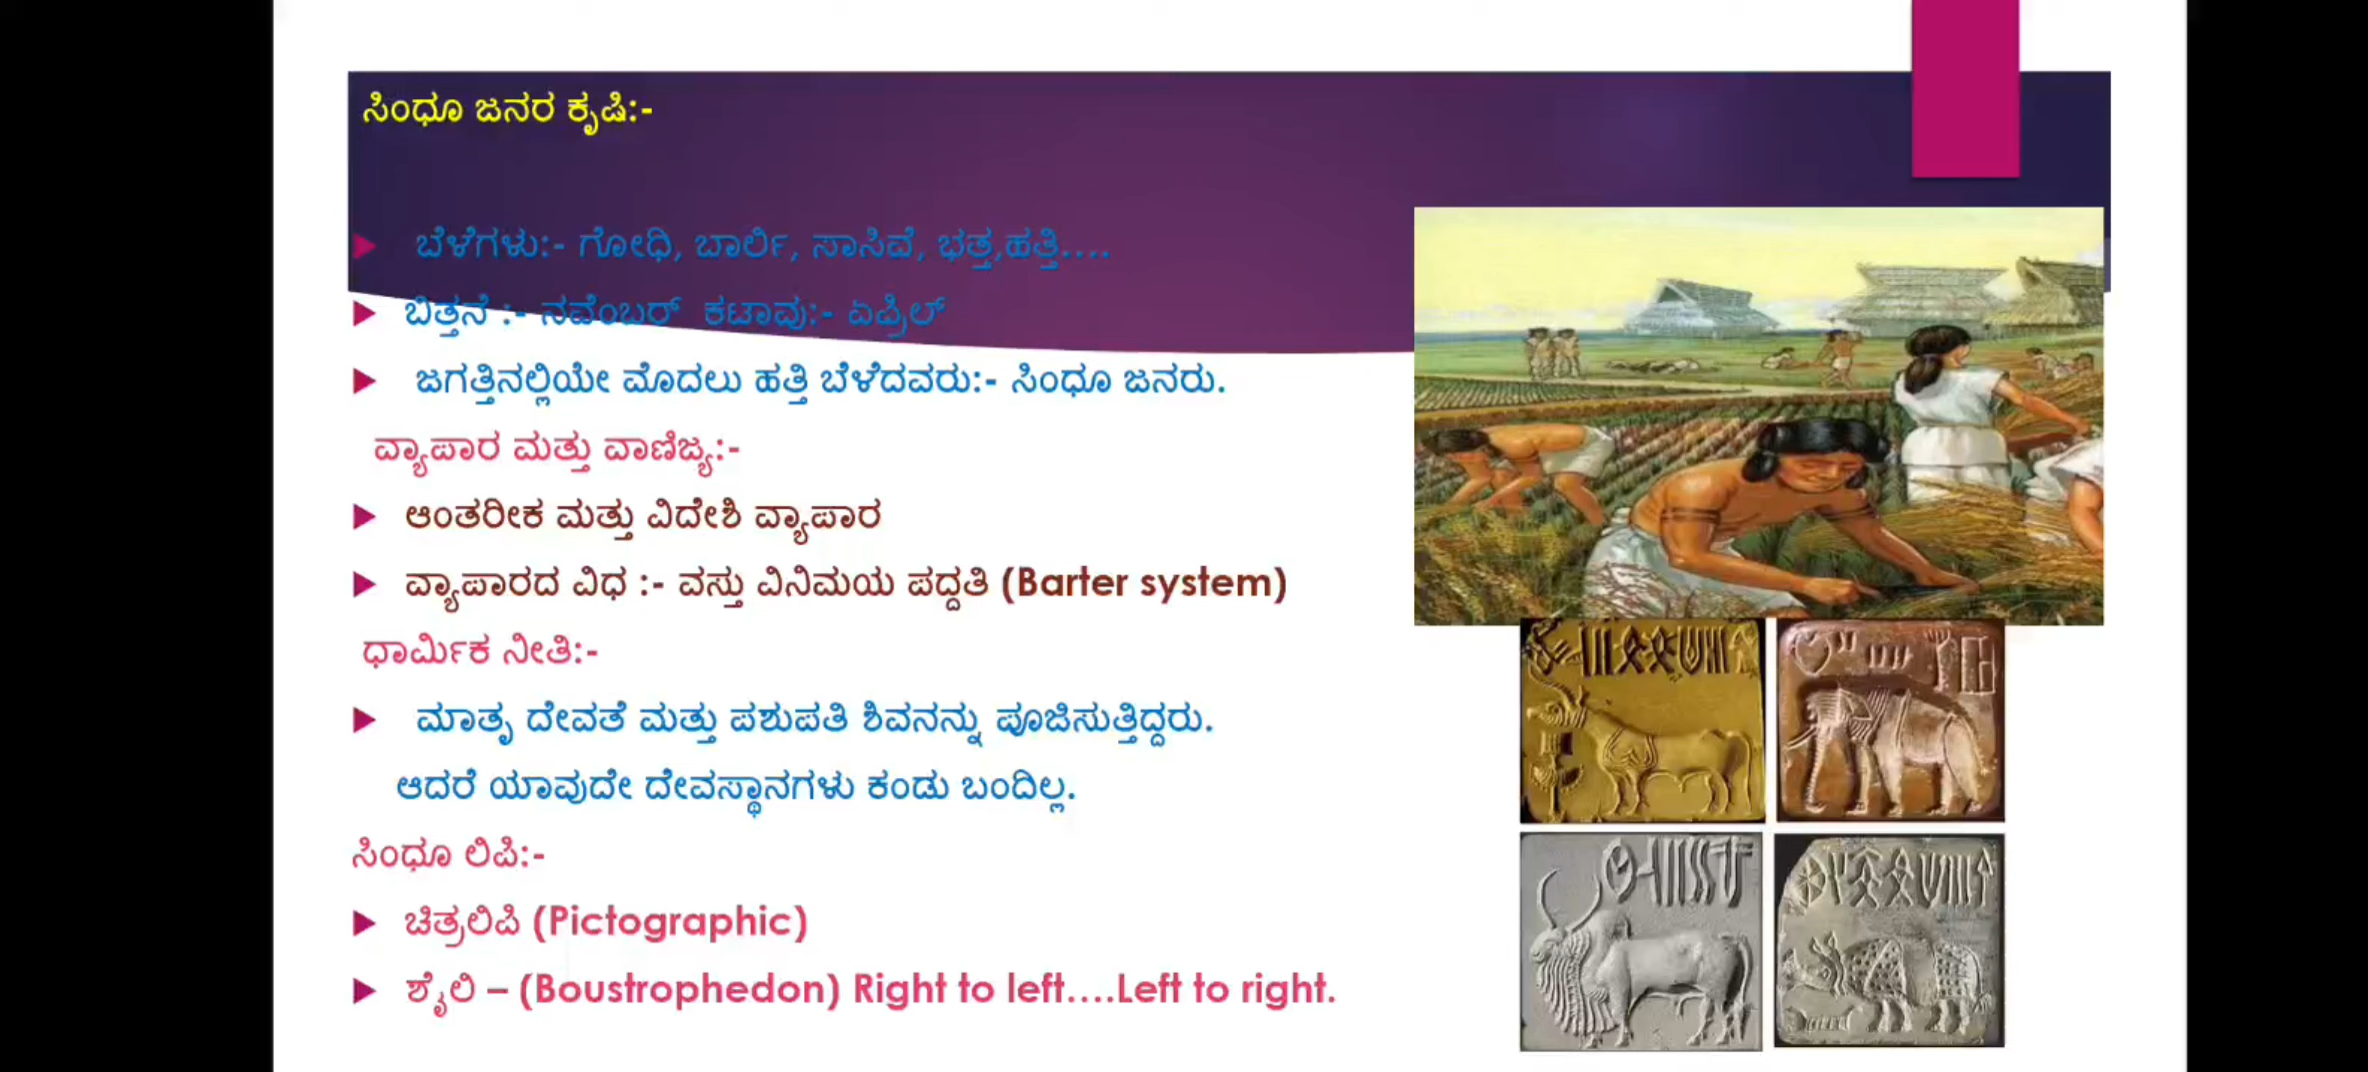 ಸಿಂಧೂ ಜನರ ಕೃಷಿ:-
ಬೆಳೆಗಳು:- ಗೋಧಿ, ಬಾರ್ಲಿ, ಸಾಸಿವೆ, ಭತ್ತ,ಹತ್ತಿ....
ಬಿತ್ತನೆ :- ನವೆಂಬರ್ ಕಟಾವು:- ಏಪ್ರಿಲ್
ಜಗತ್ತಿನಲ್ಲಿಯೇ ಮೊದಲು ಹತ್ತಿ ಬೆಳೆದವರು:- ಸಿಂಧೂ ಜನರು.
ವ್ಯಾಪಾರ ಮತ್ತು ವಾಣಿಜ್ಯ:-
ಆಂತರೀಕ ಮತ್ತು ವಿದೇಶಿ ವ್ಯಾಪಾರ
ವ್ಯಾಪಾರದ ವಿಧ :- ವಸ್ತು ವಿನಿಮಯ ಪದ್ದತಿ (Barter system)
ಧಾರ್ಮಿಕ ನೀತಿ:-
ಮಾತೃ ದೇವತೆ ಮತ್ತು ಪಶುಪತಿ ಶಿವನನ್ನು ಪೂಜಿಸುತ್ತಿದ್ದರು.
ಆದರೆ ಯಾವುದೇ ದೇವಸ್ಥಾನಗಳು ಕಂಡು ಬಂದಿಲ್ಲ.
ಸಿಂಧೂ ಲಿಪಿ:-
ಚಿತ್ರಲಿಪಿ (Pictographic)
ಶೈಲಿ – (Boustrophedon) Right to left....Left to right.